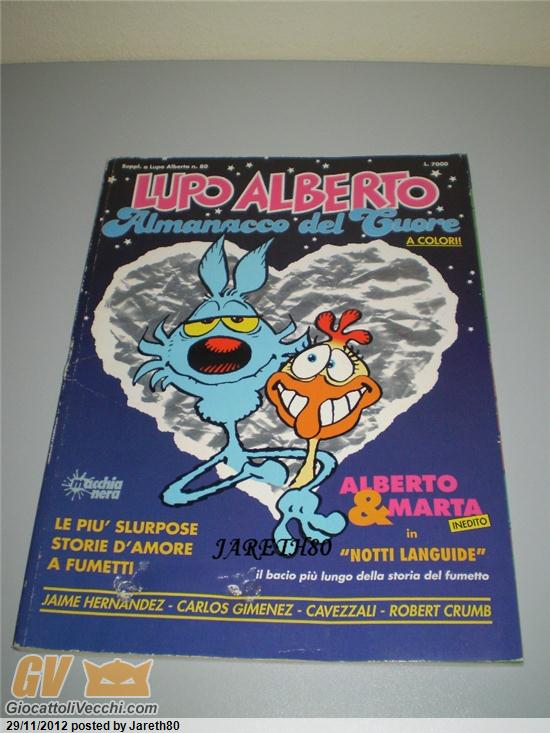 Suppl. a Lupo Alberto n. 80
L. 7000
LUPO ALBERTO
Almanacco del Cuore
A COLORI!
macchia nera
ALBERTO
& MARTA
INEDITO
in
"NOTTI LANGUIDE"
il bacio più lungo della storia del fumetto
LE PIU' SLURPOSE
STORIE D'AMORE
A FUMETTI
JARETH80
JAIME HERNANDEZ - CARLOS GIMENEZ - CAVEZZALI - ROBERT CRUMB
GV
GiocattoliVecchi.com
29/11/2012 posted by Jareth80